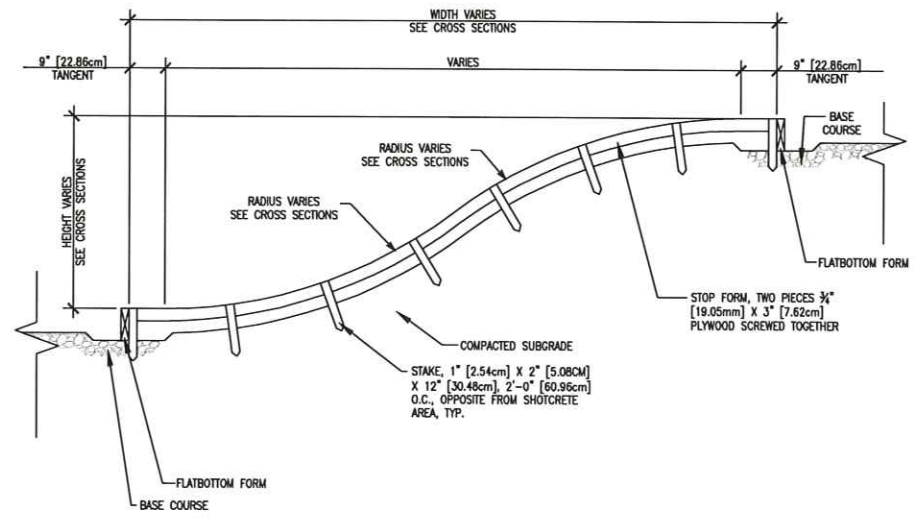 WIDTH VARIES
SEE CROSS SECTIONS
9" [22.86cm]
TANGENT
VARIES
9" [22.86cm]
TANGENT
BASE
COURSE
RADIUS VARIES
SEE CROSS SECTIONS
RADIUS VARIES
SEE CROSS SECTIONS
HEIGHT VARIES
SEE CROSS SECTIONS
FLATBOTTOM FORM
STOP FORM, TWO PIECES ¾"
[19.05mm] X 3" [7.62cm]
PLYWOOD SCREWED TOGETHER
COMPACTED SUBGRADE
STAKE, 1" [2.54cm] X 2" [5.08CM]
X 12" [30.48cm], 2'-0" [60.96cm]
O.C., OPPOSITE FROM SHOTCRETE
AREA, TYP.
FLATBOTTOM FORM
BASE COURSE